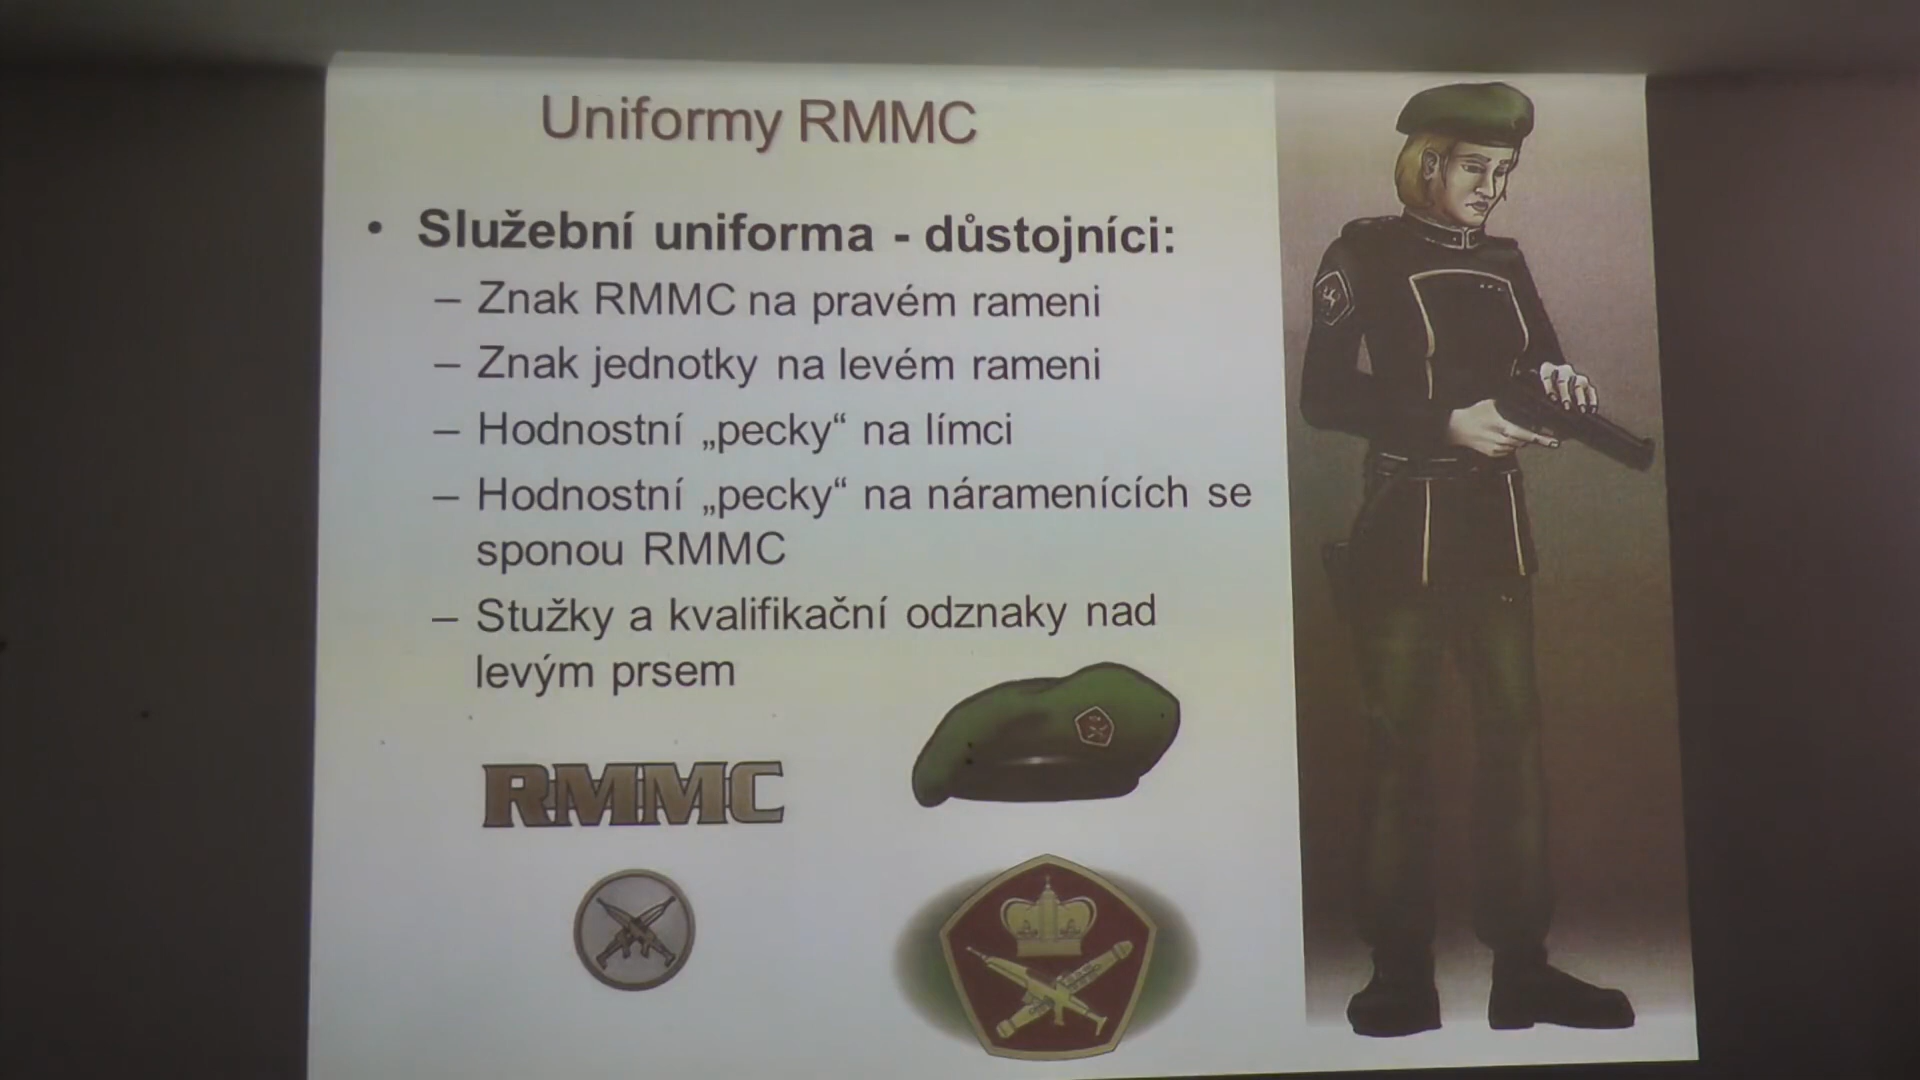 Uniformy RMMC
• Služební uniforma - důstojníci:
– Znak RMMC na pravém rameni
– Znak jednotky na levém rameni
– Hodnostní „pecky“ na límci
– Hodnostní „pecky“ na náramenících se
sponou RMMC
– Stužky a kvalifikační odznaky nad
levým prsem
RMMC